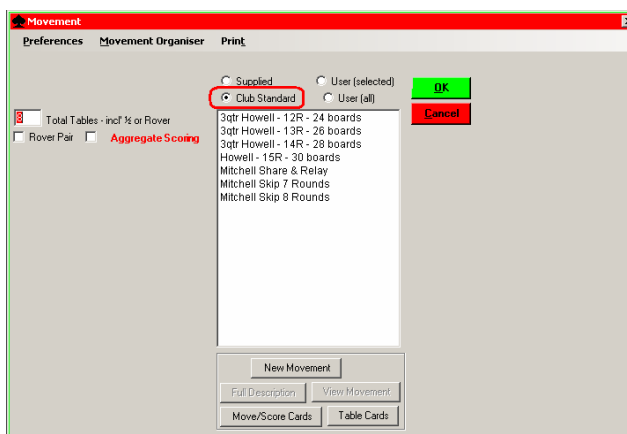 Movement
Preferences Movement Organiser Print
Supplied User (selected)
Club Standard User (all)
OK
Cancel
8 Total Tables - incl' ½ or Rover
Rover Pair Aggregate Scoring
3qtr Howell - 12R - 24 boards
3qtr Howell - 13R - 26 boards
3qtr Howell - 14R - 28 boards
Howell - 15R - 30 boards
Mitchell Share & Relay
Mitchell Skip 7 Rounds
Mitchell Skip 8 Rounds
New Movement
Full Description View Movement
Move/Score Cards Table Cards